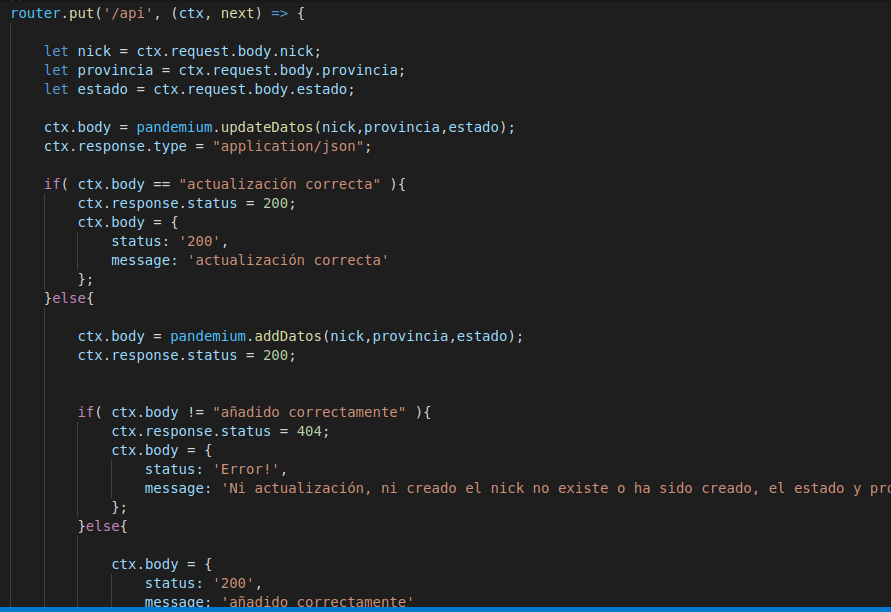 router.put('/api', (ctx, next) => {
let nick = ctx.request.body.nick;
let provincia = ctx.request.body.provincia;
let estado = ctx.request.body.estado;
ctx.body = pandemium.updateDatos(nick,provincia,estado);
ctx.response.type = "application/json";
if( ctx.body == "actualización correcta" ){
ctx.response.status = 200;
ctx.body = {
status: '200',
message: 'actualización correcta'
};
}else{
ctx.body = pandemium.addDatos(nick,provincia,estado);
ctx.response.status = 200;
if( ctx.body != "añadido correctamente" ){
ctx.response.status = 404;
ctx.body = {
status: 'Error!',
message: 'Ni actualización, ni creado el nick no existe o ha sido creado, el estado y pro
};
}else{
ctx.body = {
status: '200',
message: 'añadido correctamente'